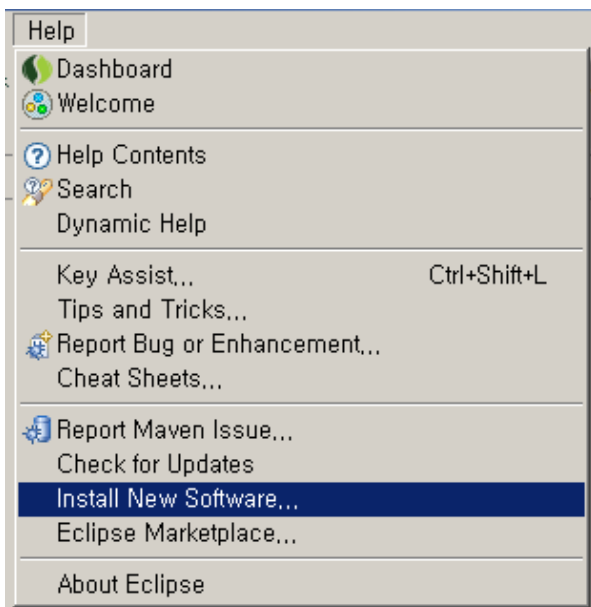 Help
Dashboard
Welcome
Help Contents
Search
Dynamic Help
Key Assist... Ctrl+Shift+L
Tips and Tricks...
Report Bug or Enhancement...
Cheat Sheets...
Report Maven Issue...
Check for Updates
Install New Software...
Eclipse Marketplace...
About Eclipse